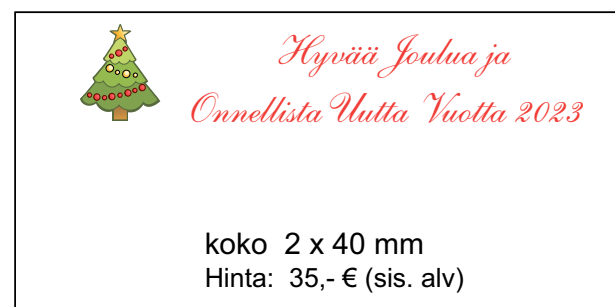 Hyvää Joulua ja
Onnellista Uutta Vuotta 2023
koko 2 x 40 mm
Hinta: 35,- € (sis. alv)